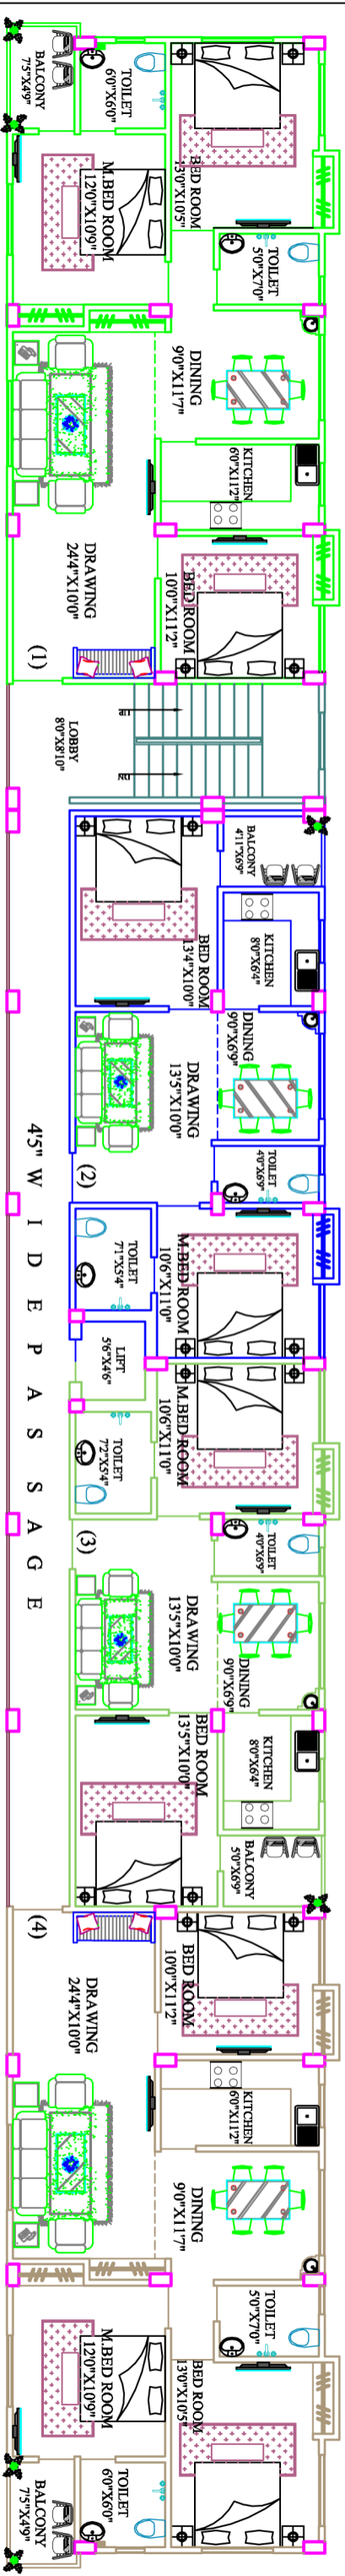 BALCONY
7'5"X4'9"
TOILET
6'0"X6'0"
BED ROOM
13'0"X10'5"
M.BED ROOM
12'0"X10'9"
TOILET
5'0"X7'0"
DINING
9'0"X11'7"
KITCHEN
6'0"X11'2"
DRAWING
24'4"X10'0"
BED ROOM
10'0"X11'2"
(1)
UP
DN
LOBBY
8'0"X8'10"
BALCONY
4'11"X6'9"
KITCHEN
8'0"X6'4"
BED ROOM
13'4"X10'0"
DINING
9'0"X6'9"
DRAWING
13'5"X10'0"
(2)
TOILET
4'0"X6'9"
M.BED ROOM
10'6"X11'0"
TOILET
7'1"X5'4"
LIFT
5'6"X4'6"
4'5" W I D E P A S S A G E
M.BED ROOM
10'6"X11'0"
TOILET
7'2"X5'4"
TOILET
4'0"X6'9"
(3)
DRAWING
13'5"X10'0"
DINING
9'0"X6'9"
KITCHEN
8'0"X6'4"
BED ROOM
13'5"X10'0"
BALCONY
5'0"X6'9"
(4)
BED ROOM
10'0"X11'2"
DRAWING
24'4"X10'0"
KITCHEN
6'0"X11'2"
DINING
9'0"X11'7"
TOILET
5'0"X7'0"
M.BED ROOM
12'0"X10'9"
BED ROOM
13'0"X10'5"
TOILET
6'0"X6'0"
BALCONY
7'5"X4'9"